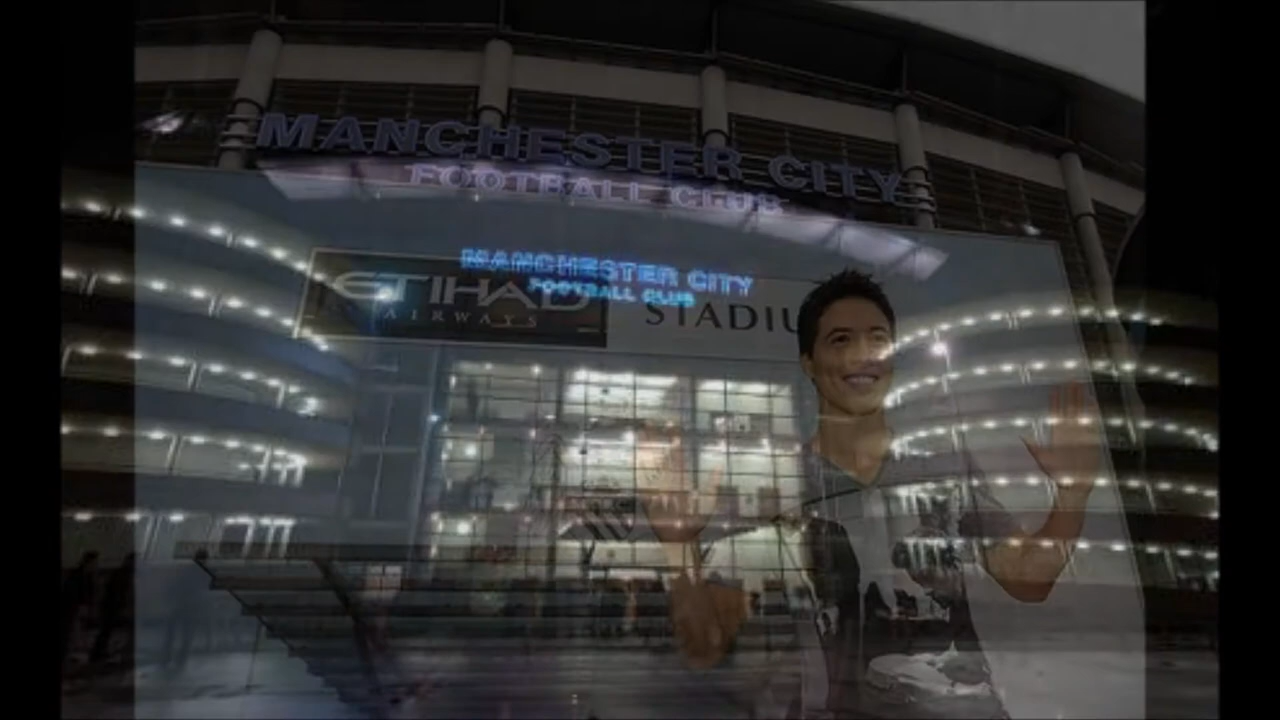 MANCHESTER CITY
FOOTBALL CLUB
MANCHESTER CITY
FOOTBALL CLUB
ETIHAD
AIRWAYS
STADIU